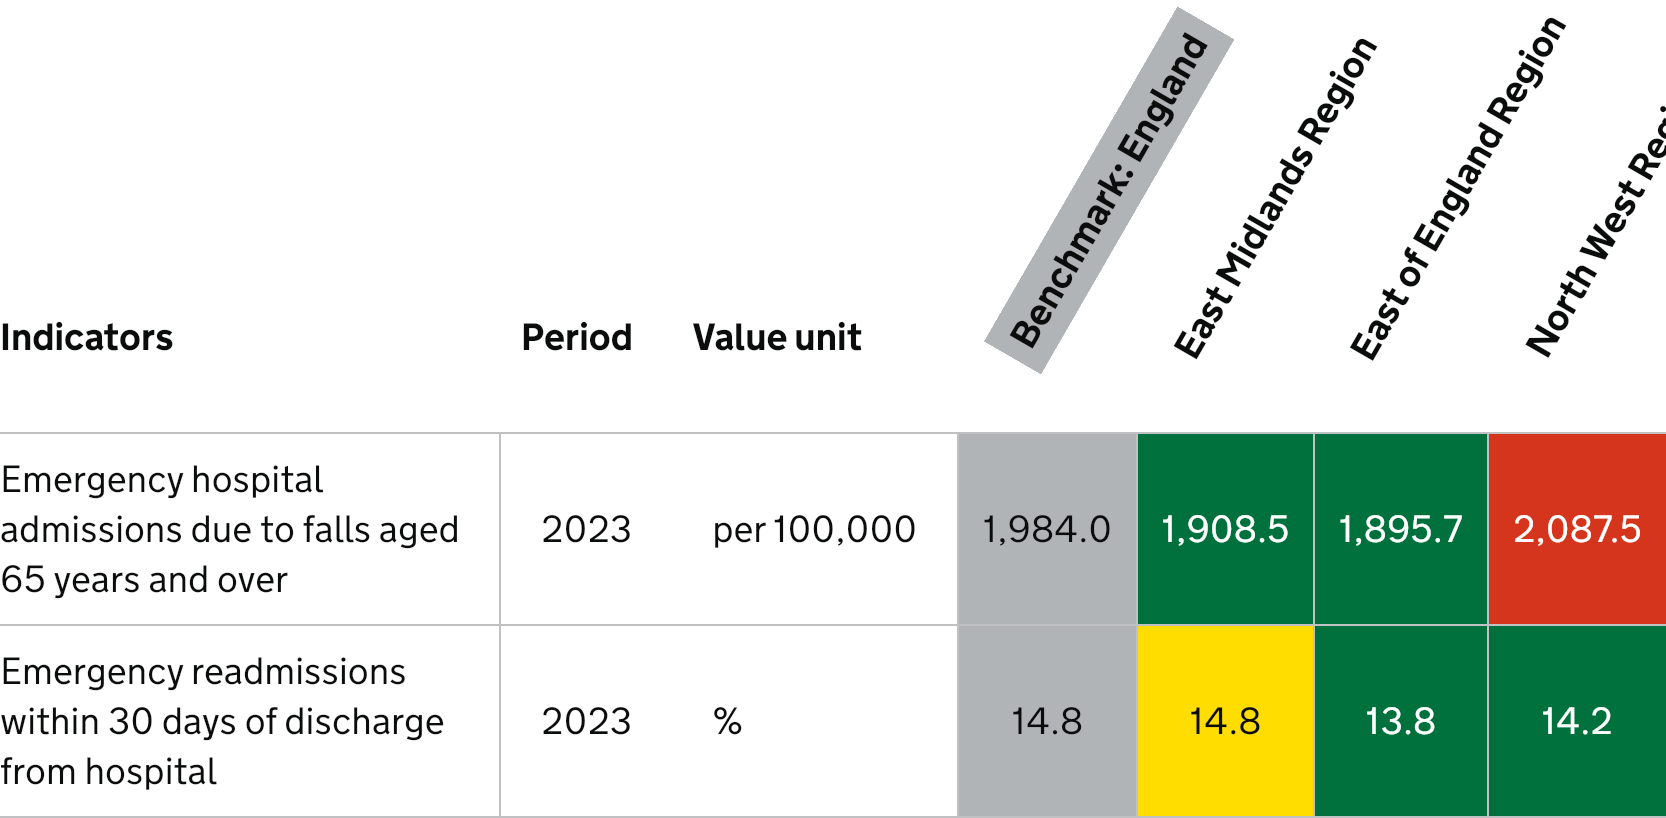 Benchmark: England
East Midlands Region
East of England Region
North West
Indicators
Period
Value unit
Emergency hospital
admissions due to falls aged
65 years and over
2023
per 100,000
1,984.0
1,908.5
1,895.7
2,087.5
Emergency readmissions
within 30 days of discharge
from hospital
2023
%
14.8
14.8
13.8
14.2